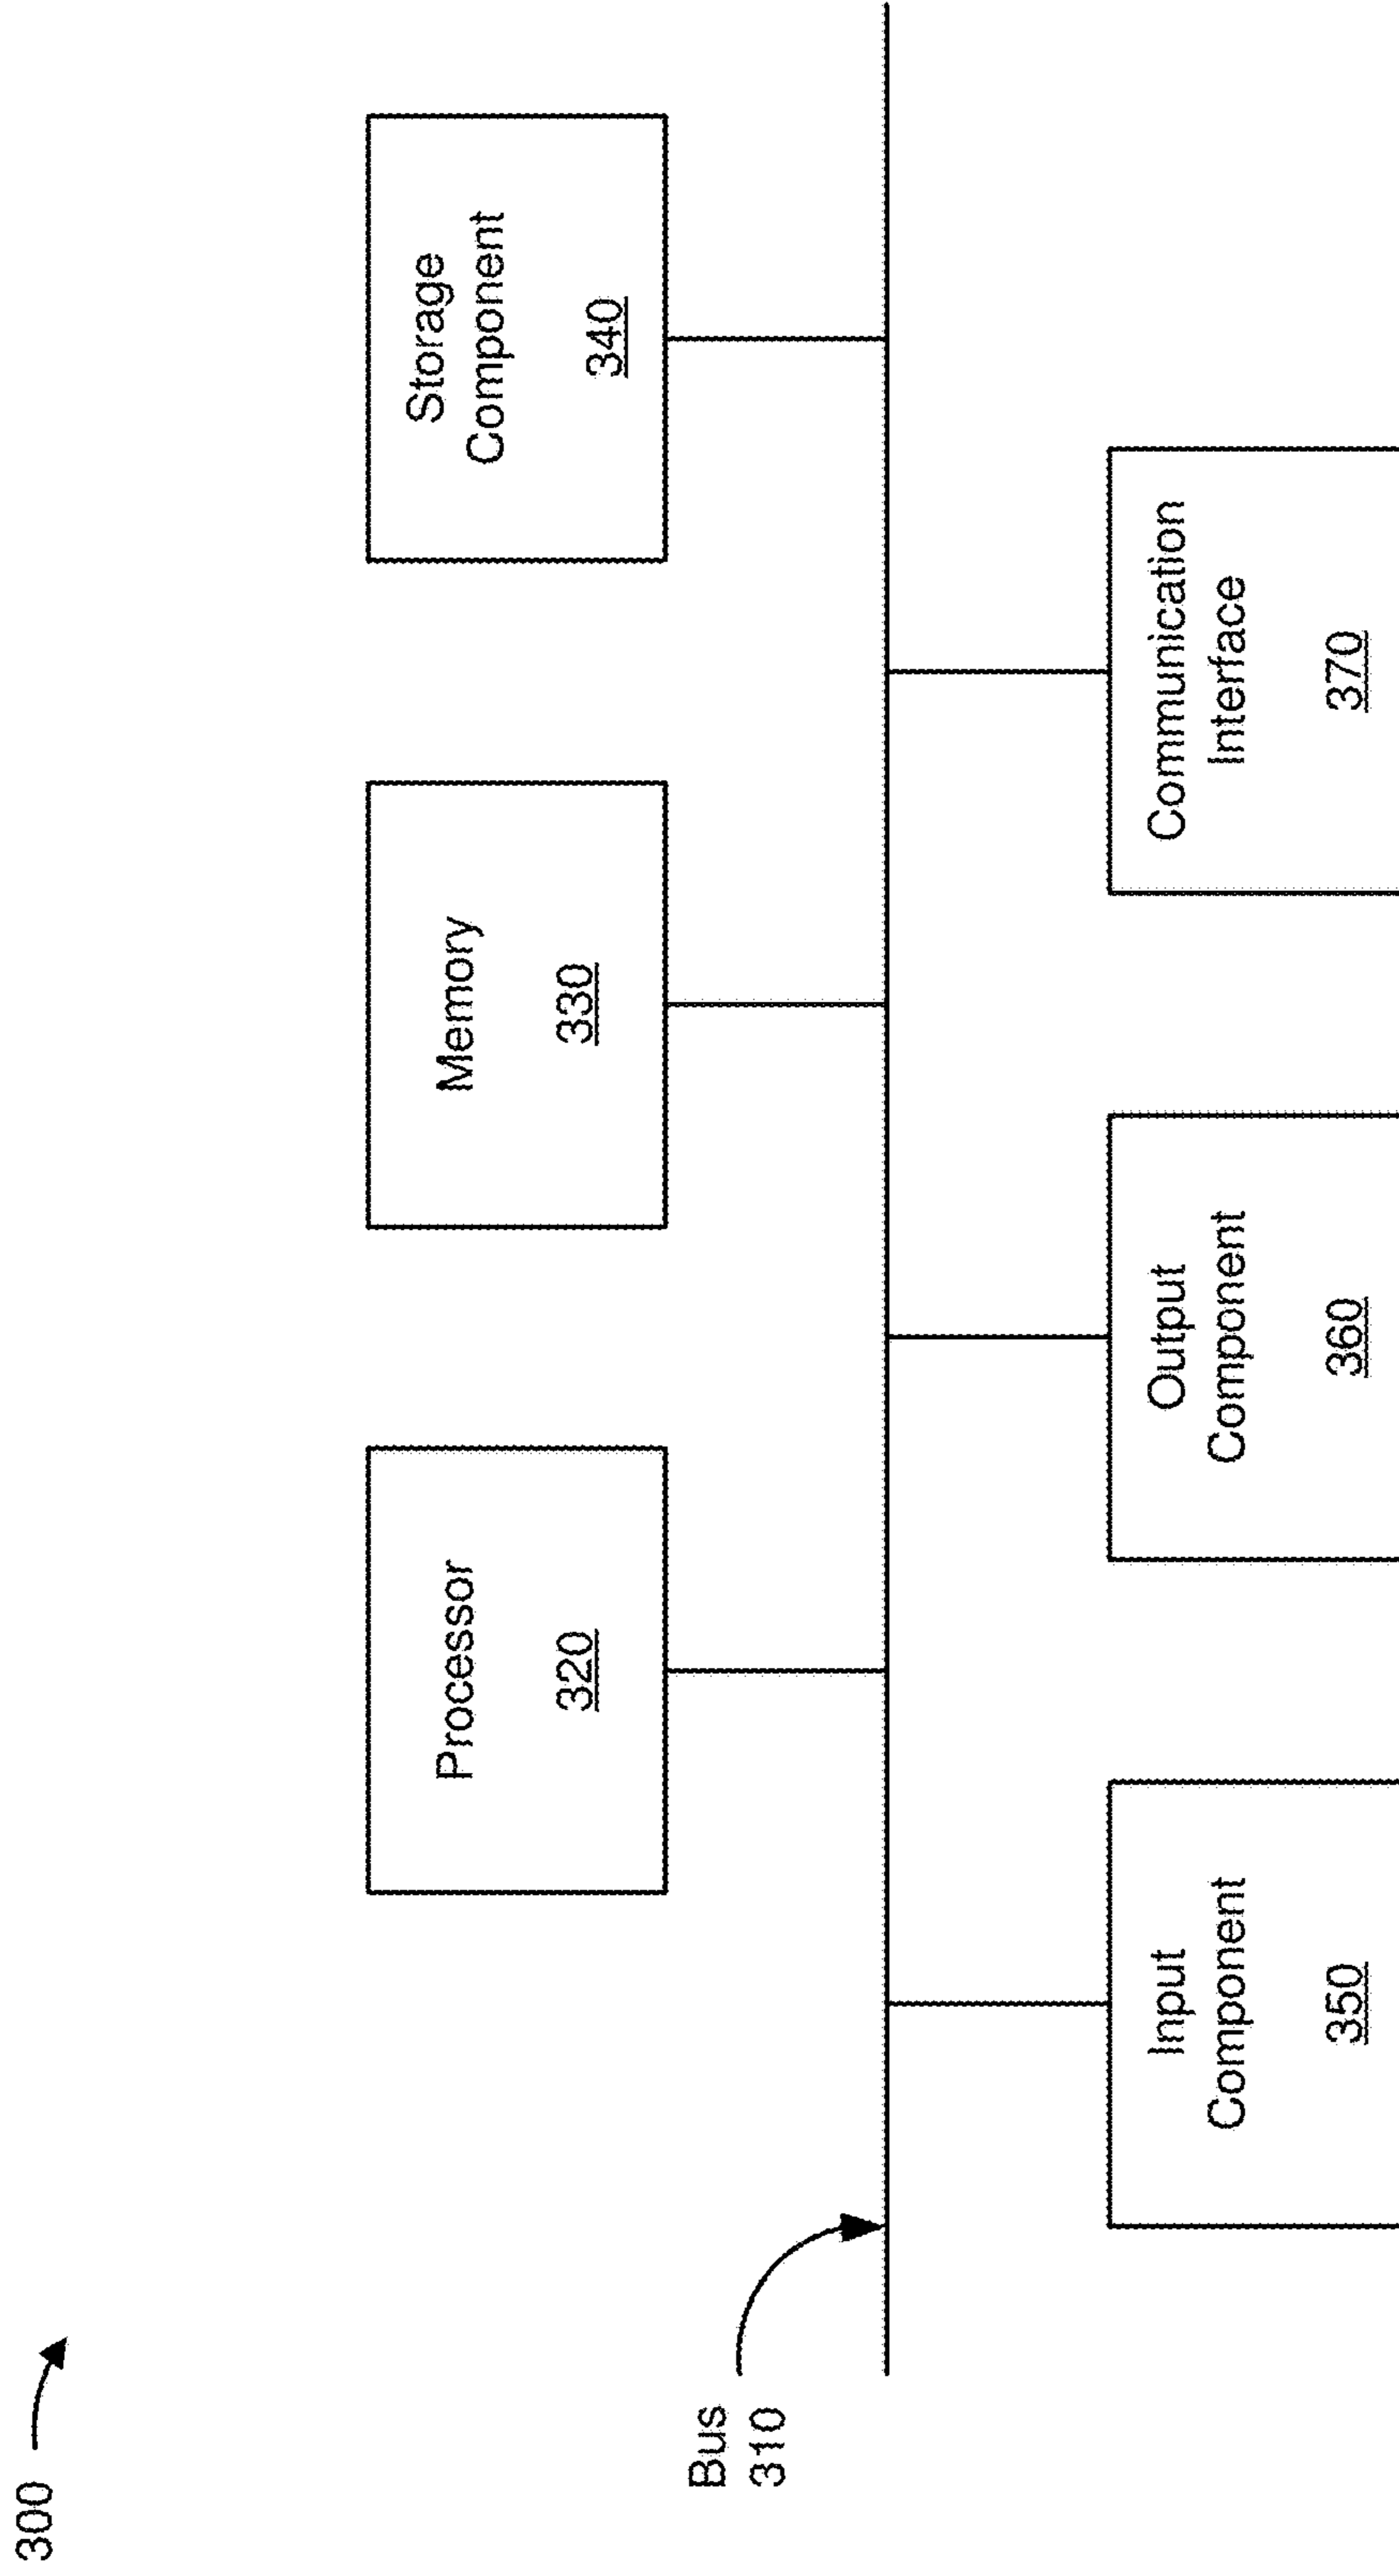 300
Processor
320
Memory
330
Storage
Component
340
Bus
310
Input
Component
350
Output
Component
360
Communication
Interface
370